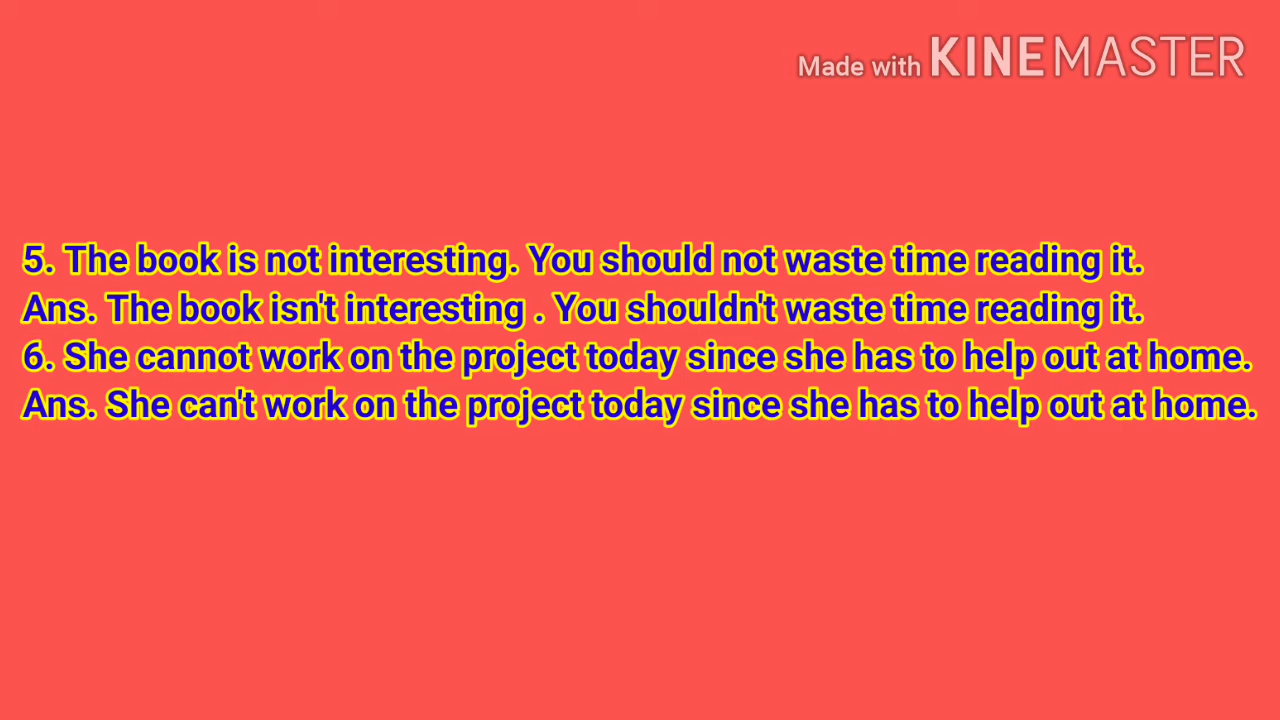 Made with KINEMASTER
5. The book is not interesting. You should not waste time reading it.
Ans. The book isn't interesting . You shouldn't waste time reading it.
6. She cannot work on the project today since she has to help out at home.
Ans. She can't work on the project today since she has to help out at home.